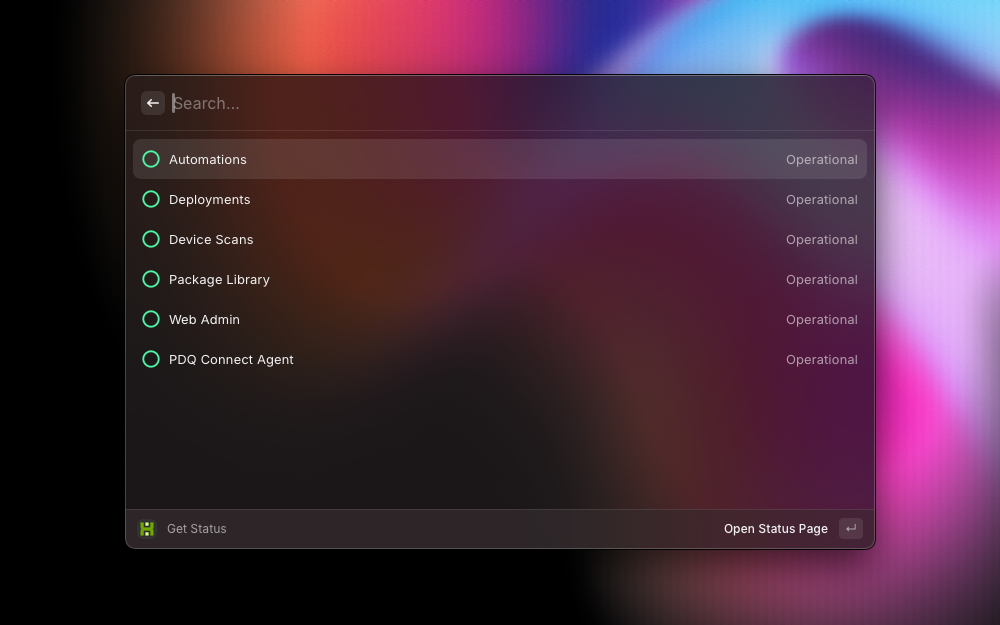 Search...
Automations Operational
Deployments Operational
Device Scans Operational
Package Library Operational
Web Admin Operational
PDQ Connect Agent Operational
Get Status Open Status Page